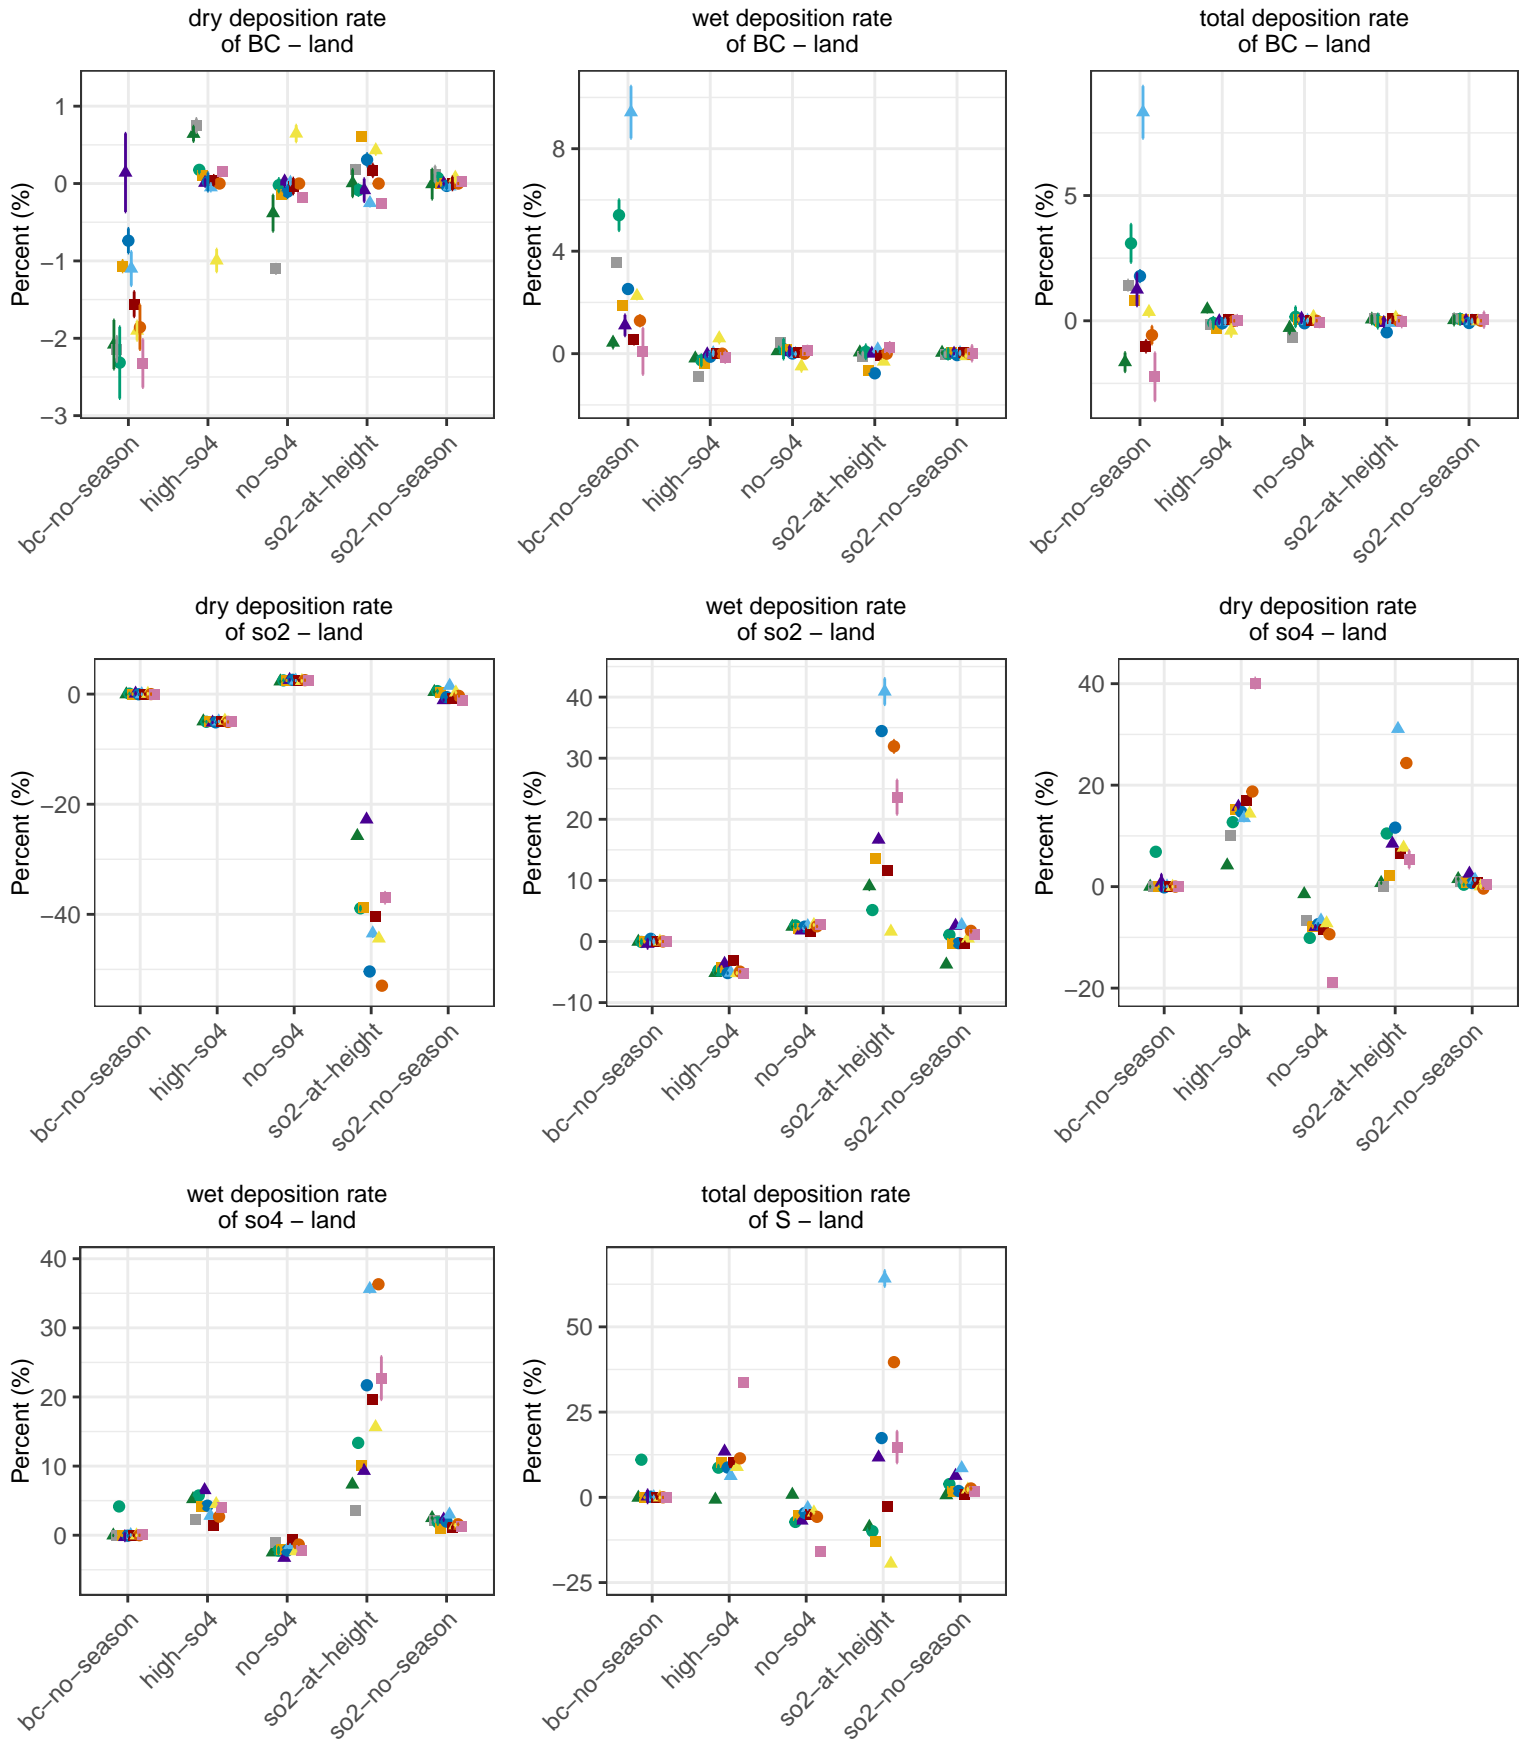 dry deposition rate
of BC − land
wet deposition rate
of BC − land
total deposition rate
of BC − land
Percent (%)
1
0
−1
−2
−3
bc−no−season
high−so4
no−so4
so2−at−height
so2−no−season
Percent (%)
8
4
0
bc−no−season
high−so4
no−so4
so2−at−height
so2−no−season
Percent (%)
5
0
bc−no−season
high−so4
no−so4
so2−at−height
so2−no−season
dry deposition rate
of so2 − land
wet deposition rate
of so2 − land
dry deposition rate
of so4 − land
Percent (%)
0
−20
−40
bc−no−season
high−so4
no−so4
so2−at−height
so2−no−season
Percent (%)
40
30
20
10
0
−10
bc−no−season
high−so4
no−so4
so2−at−height
so2−no−season
Percent (%)
40
20
0
−20
bc−no−season
high−so4
no−so4
so2−at−height
so2−no−season
wet deposition rate
of so4 − land
total deposition rate
of S − land
Percent (%)
40
30
20
10
0
bc−no−season
high−so4
no−so4
so2−at−height
so2−no−season
Percent (%)
50
25
0
−25
bc−no−season
high−so4
no−so4
so2−at−height
so2−no−season